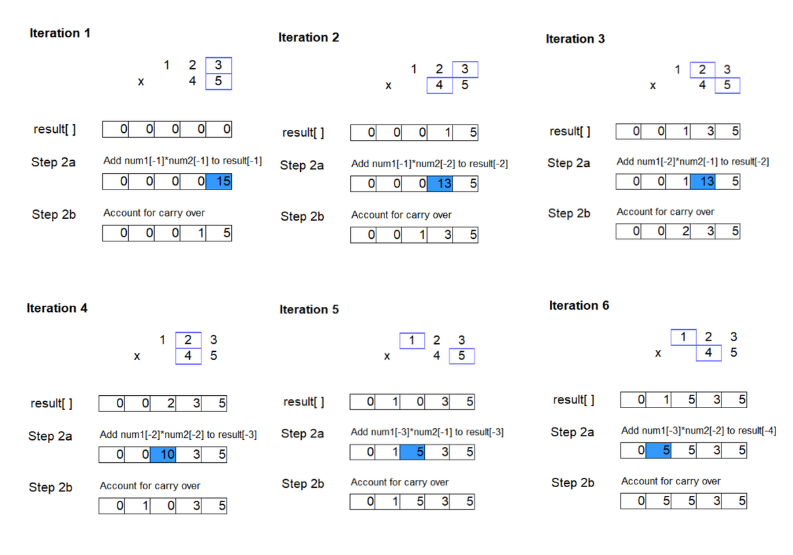 Iteration 1
1 2 3
x 4 5
result[ ] 0 0 0 0 0
Step 2a Add num1[-1]*num2[-1] to result[-1]
0 0 0 0 15
Step 2b Account for carry over
0 0 0 1 5
Iteration 2
1 2 3
x 4 5
result[ ] 0 0 0 1 5
Step 2a Add num1[-1]*num2[-2] to result[-2]
0 0 0 13 5
Step 2b Account for carry over
0 0 1 3 5
Iteration 3
1 2 3
x 4 5
result[ ] 0 0 1 3 5
Step 2a Add num1[-2]*num2[-1] to result[-2]
0 0 1 13 5
Step 2b Account for carry over
0 0 2 3 5
Iteration 4
1 2 3
x 4 5
result[ ] 0 0 2 3 5
Step 2a Add num1[-2]*num2[-2] to result[-3]
0 0 10 3 5
Step 2b Account for carry over
0 1 0 3 5
Iteration 5
1 2 3
x 4 5
result[ ] 0 1 0 3 5
Step 2a Add num1[-3]*num2[-1] to result[-3]
0 1 5 3 5
Step 2b Account for carry over
0 1 5 3 5
Iteration 6
1 2 3
x 4 5
result[ ] 0 1 5 3 5
Step 2a Add num1[-3]*num2[-2] to result[-4]
0 5 5 3 5
Step 2b Account for carry over
0 5 5 3 5